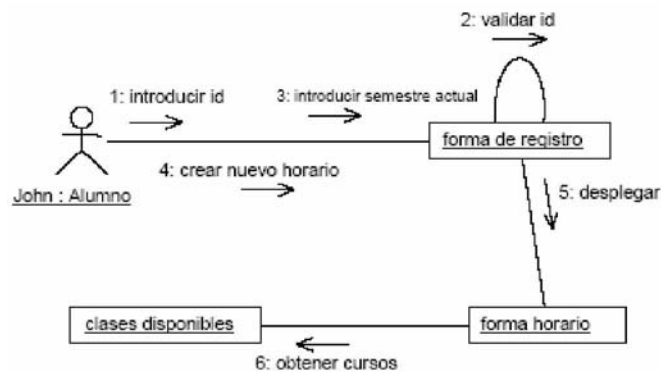 2: validar id
1: introducir id
3: introducir semestre actual
forma de registro
4: crear nuevo horario
John : Alumno
5: desplegar
clases disponibles
forma horario
6: obtener cursos